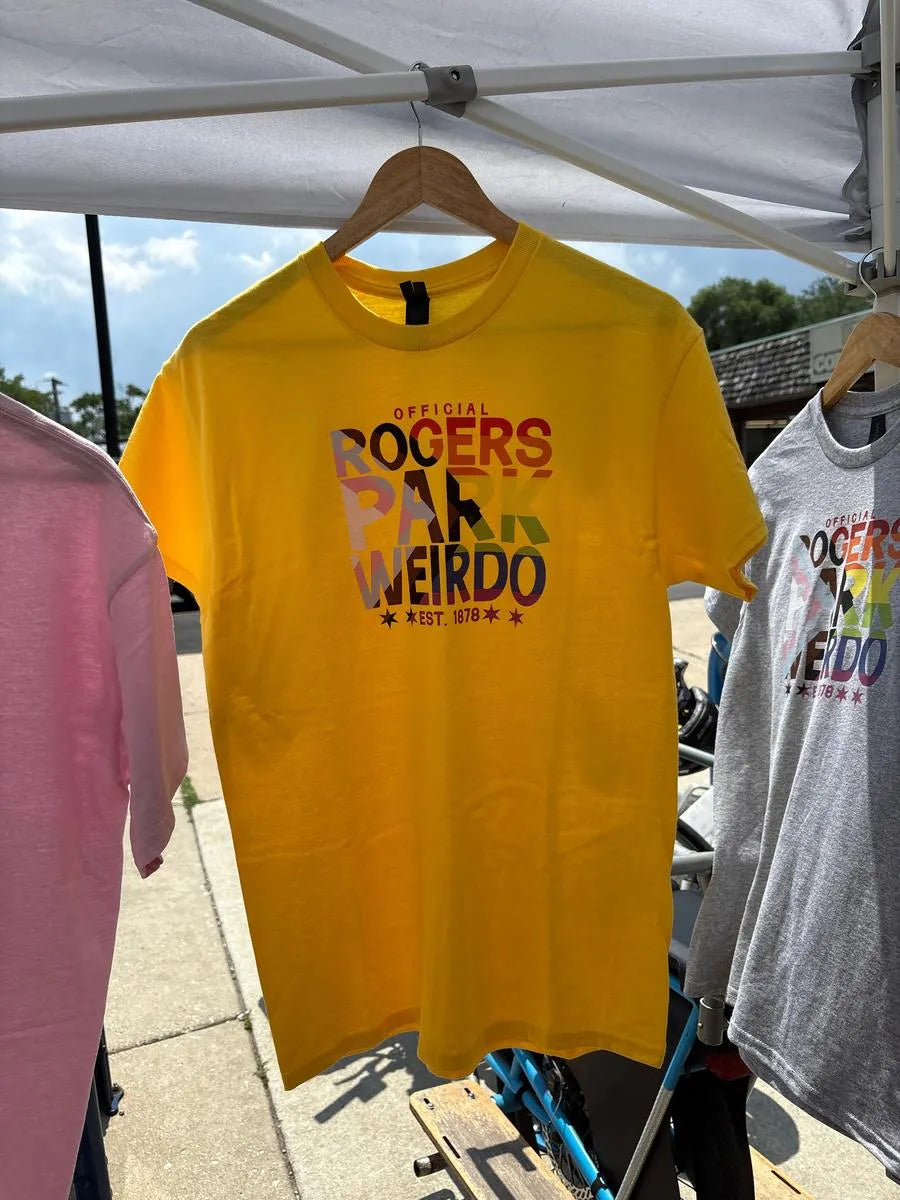 OFFICIAL
ROGERS
PARK
WEIRDO
★ ★EST. 1878★ ★
OFFICIAL
ROGERS
PARK
WEIRDO